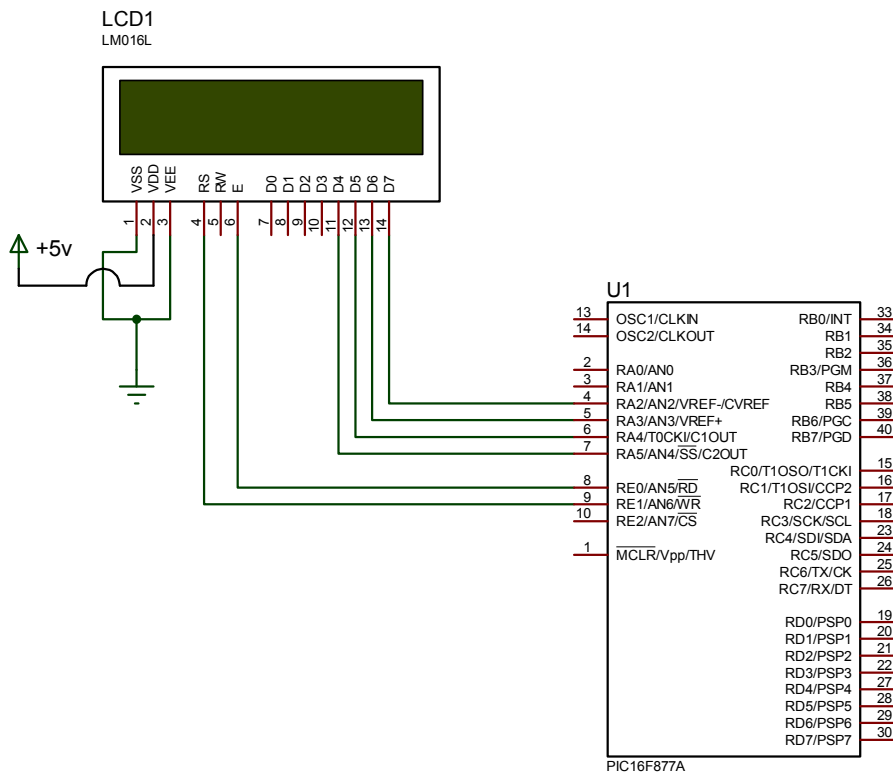 LCD1
LM016L
VSS
VDD
VEE
RS
RW
E
D0
D1
D2
D3
D4
D5
D6
D7
1
2
3
4
5
6
7
8
9
10
11
12
13
14
+5v
U1
13 OSC1/CLKIN RB0/INT 33
14 OSC2/CLKOUT RB1 34
RB2 35
2 RA0/AN0 RB3/PGM 36
3 RA1/AN1 RB4 37
4 RA2/AN2/VREF-/CVREF RB5 38
5 RA3/AN3/VREF+ RB6/PGC 39
6 RA4/T0CKI/C1OUT RB7/PGD 40
7 RA5/AN4/SS/C2OUT
RC0/T1OSO/T1CKI 15
8 RE0/AN5/RD RC1/T1OSI/CCP2 16
9 RE1/AN6/WR RC2/CCP1 17
10 RE2/AN7/CS RC3/SCK/SCL 18
RC4/SDI/SDA 23
1 MCLR/Vpp/THV RC5/SDO 24
RC6/TX/CK 25
RC7/RX/DT 26
RD0/PSP0 19
RD1/PSP1 20
RD2/PSP2 21
RD3/PSP3 22
RD4/PSP4 27
RD5/PSP5 28
RD6/PSP6 29
RD7/PSP7 30
PIC16F877A